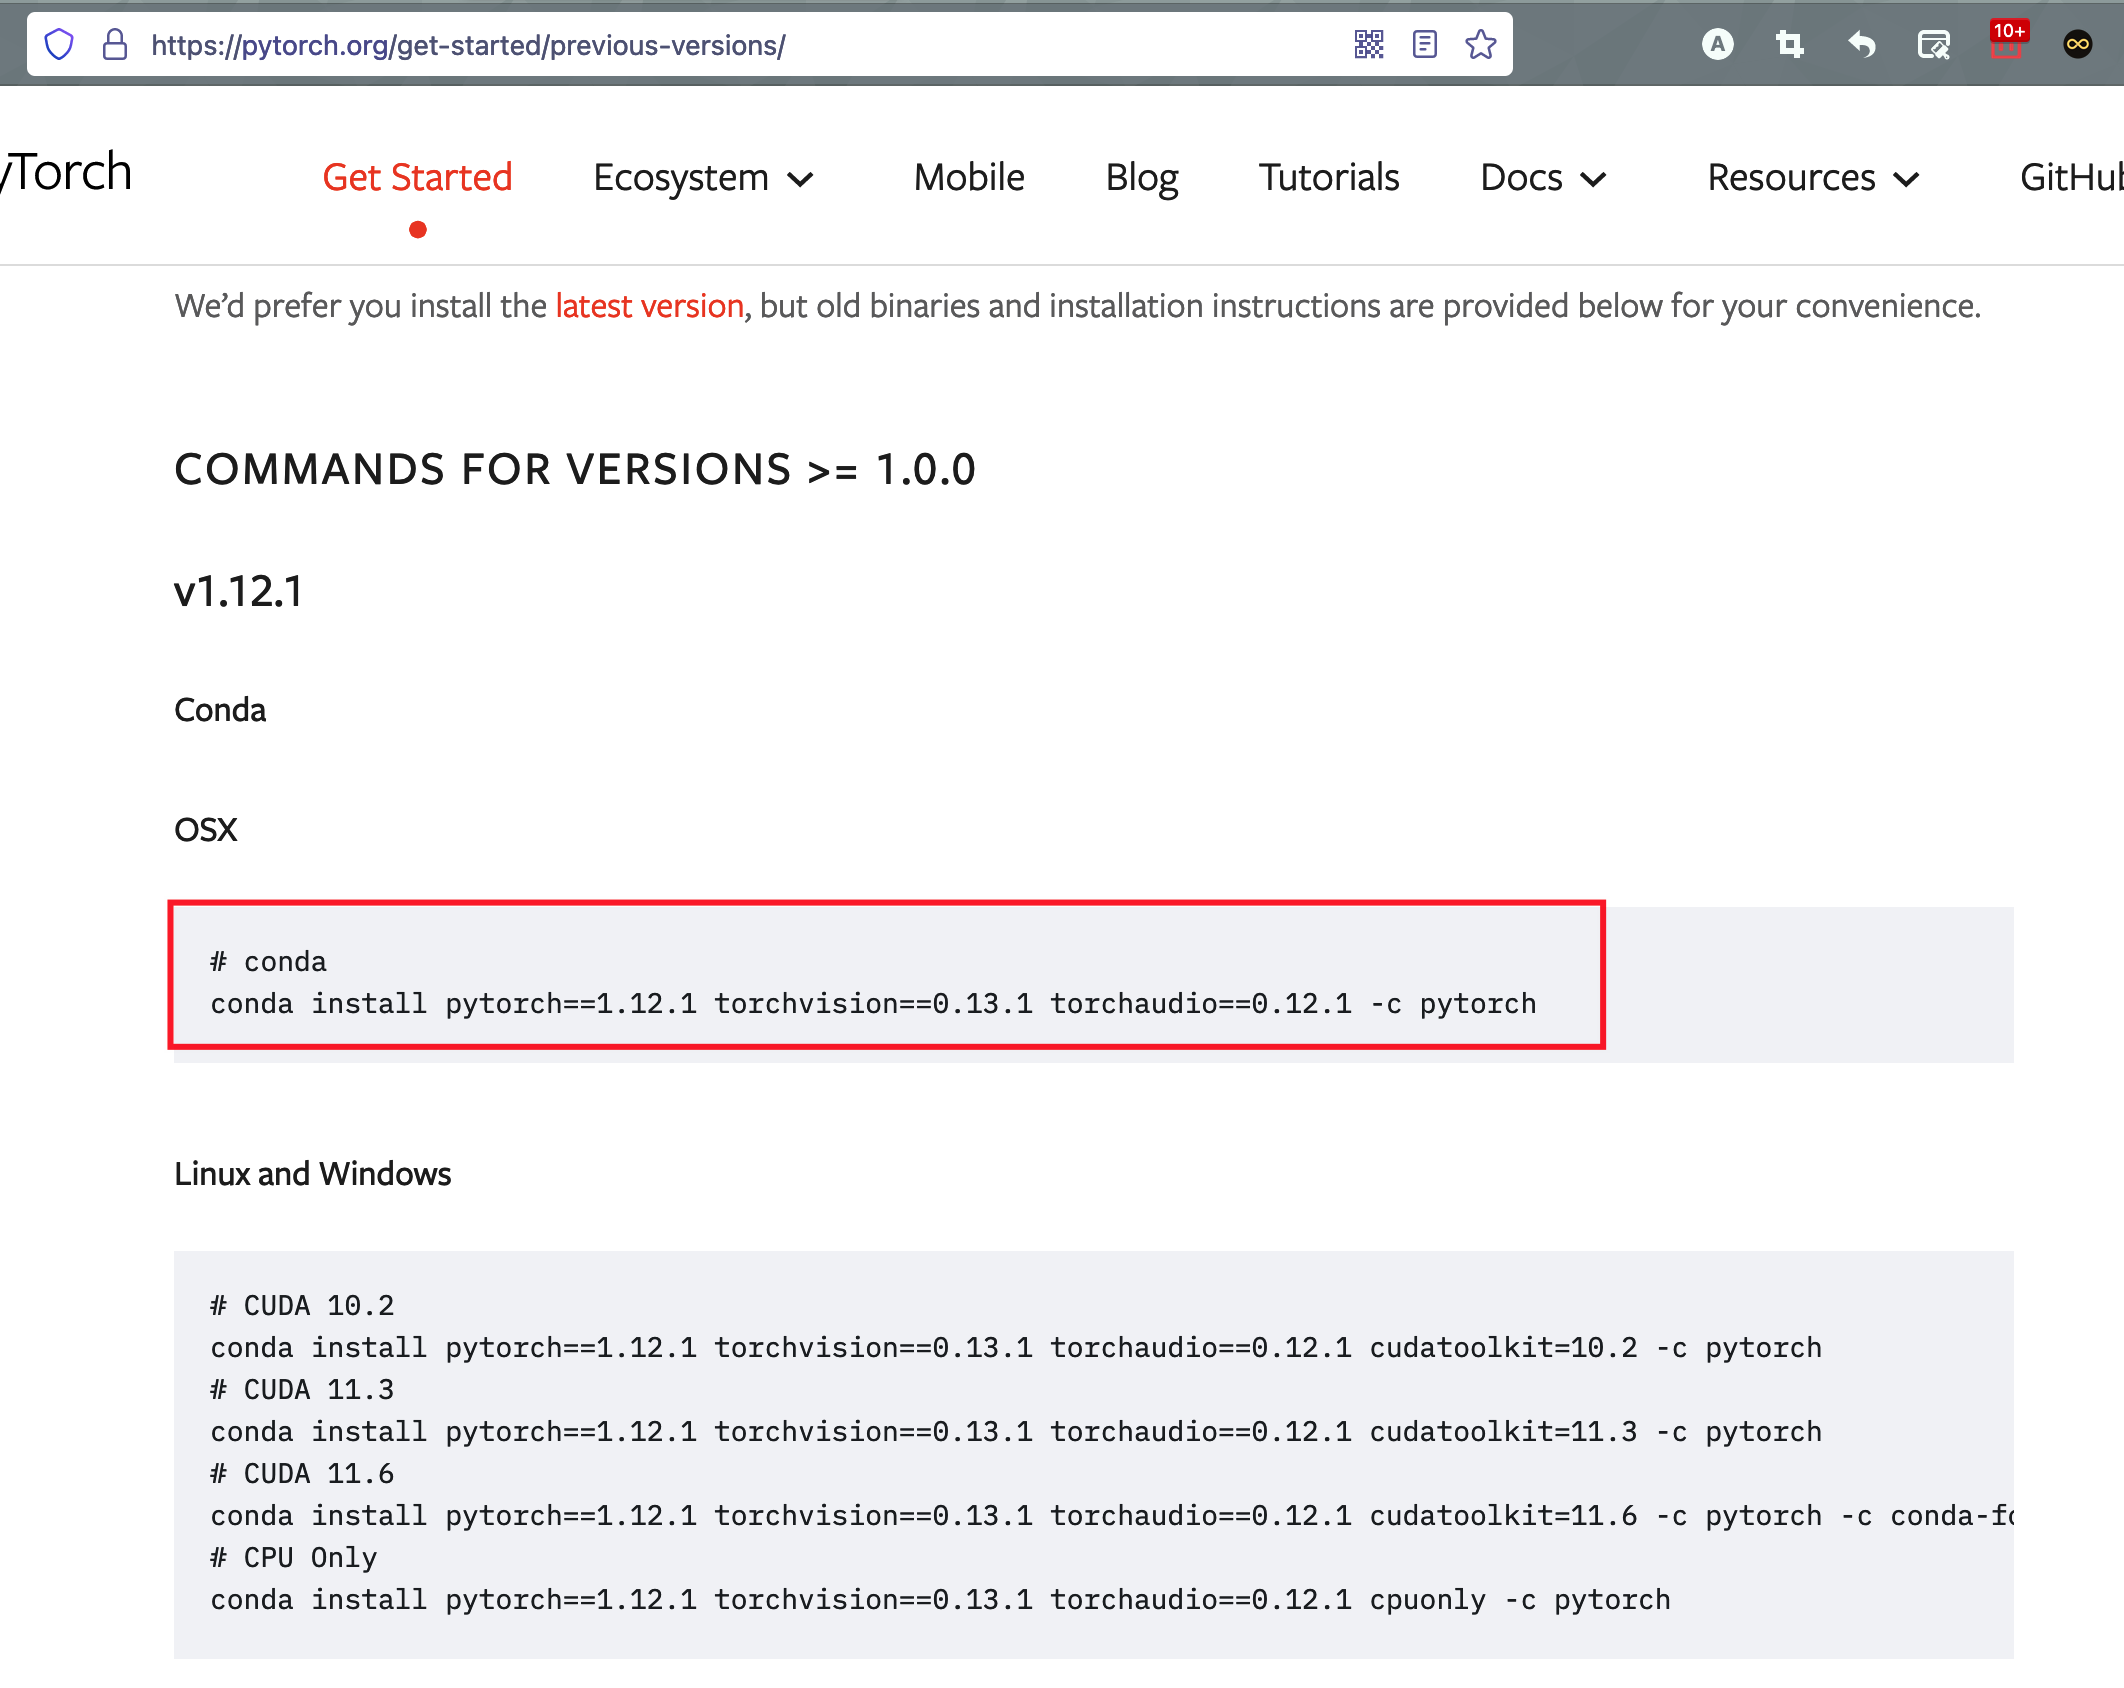 https://pytorch.org/get-started/previous-versions/
A
10+
yTorch
Get Started
Ecosystem
Mobile
Blog
Tutorials
Docs
Resources
GitHub
We’d prefer you install the latest version, but old binaries and installation instructions are provided below for your convenience.
COMMANDS FOR VERSIONS >= 1.0.0
v1.12.1
Conda
OSX
# conda
conda install pytorch==1.12.1 torchvision==0.13.1 torchaudio==0.12.1 -c pytorch
Linux and Windows
# CUDA 10.2
conda install pytorch==1.12.1 torchvision==0.13.1 torchaudio==0.12.1 cudatoolkit=10.2 -c pytorch
# CUDA 11.3
conda install pytorch==1.12.1 torchvision==0.13.1 torchaudio==0.12.1 cudatoolkit=11.3 -c pytorch
# CUDA 11.6
conda install pytorch==1.12.1 torchvision==0.13.1 torchaudio==0.12.1 cudatoolkit=11.6 -c pytorch -c conda-fo
# CPU Only
conda install pytorch==1.12.1 torchvision==0.13.1 torchaudio==0.12.1 cpuonly -c pytorch